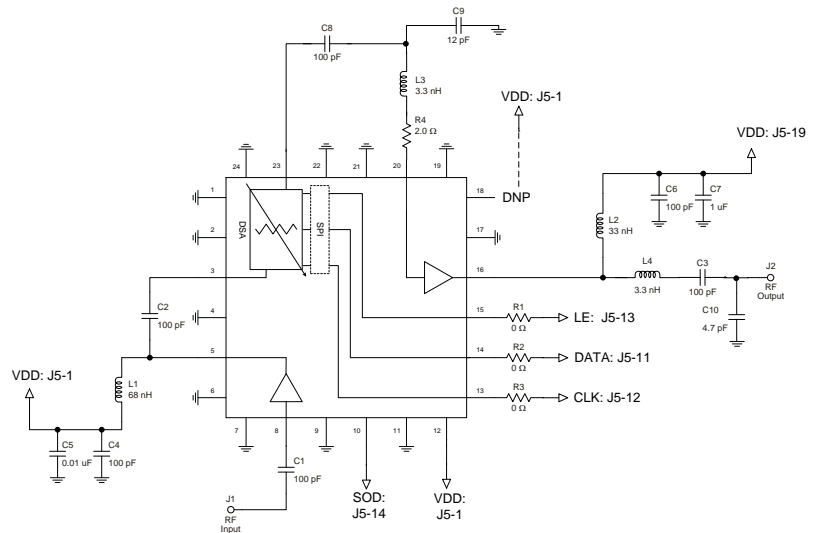 C9
12 pF
C8
100 pF
L3
3.3 nH
R4
2.0 Ω
VDD: J5-1
VDD: J5-19
24
23
22
21
20
19
1
2
3
4
5
6
DSA
SPI
18
DNP
17
16
15
14
13
C6
100 pF
C7
1 uF
L2
33 nH
L4
3.3 nH
C3
100 pF
J2
RF
Output
C10
4.7 pF
C2
100 pF
R1
0 Ω
LE: J5-13
R2
0 Ω
DATA: J5-11
R3
0 Ω
CLK: J5-12
VDD: J5-1
L1
68 nH
C5
0.01 uF
C4
100 pF
7
8
9
10
11
12
C1
100 pF
J1
RF
Input
SOD:
J5-14
VDD:
J5-1